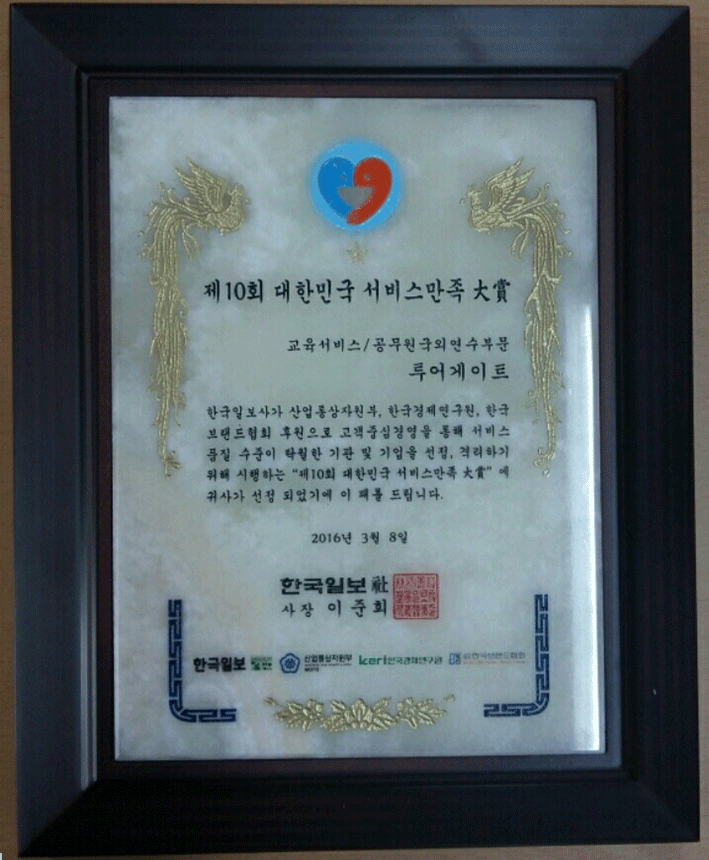 제10회 대한민국 서비스만족 大賞
교육서비스/공무원국외연수부문
투어게이트
한국일보사가 산업통상자원부, 한국경제연구원, 한국
브랜드협회 후원으로 고객중심경영을 통해 서비스
품질 수준이 탁월한 기관 및 기업을 선정, 격려하기
위해 시행하는 "제10회 대한민국 서비스만족 大賞" 에
귀사가 선정 되었기에 이 패를 드립니다.
2016년 3월 8일
한국일보社
사장 이준희
한국일보 산업통상자원부 keri한국경제연구원